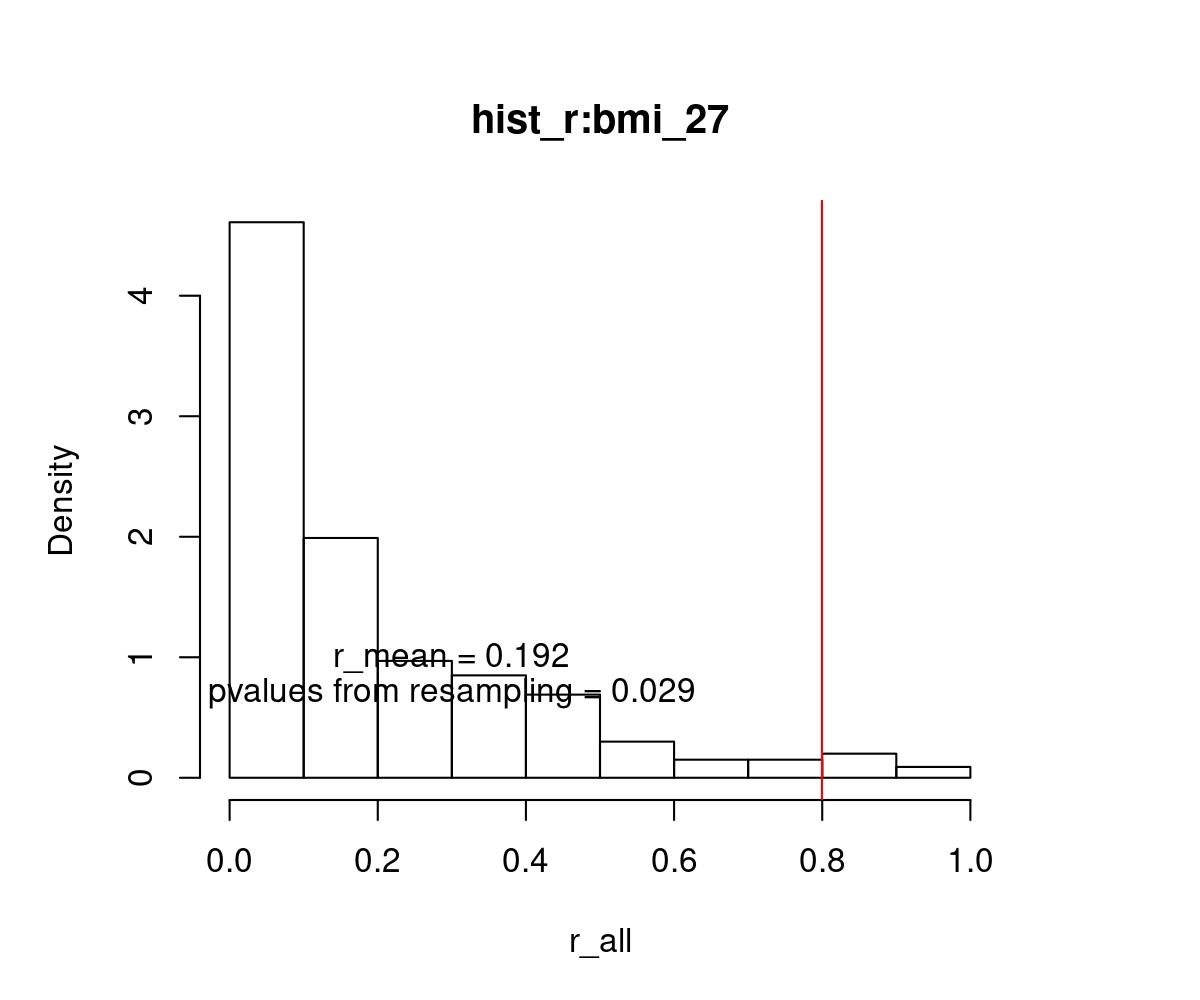 hist_r:bmi_27
Density
4
3
2
1
0
r_mean = 0.192
pvalues from resampling = 0.029
0.0 0.2 0.4 0.6 0.8 1.0
r_all